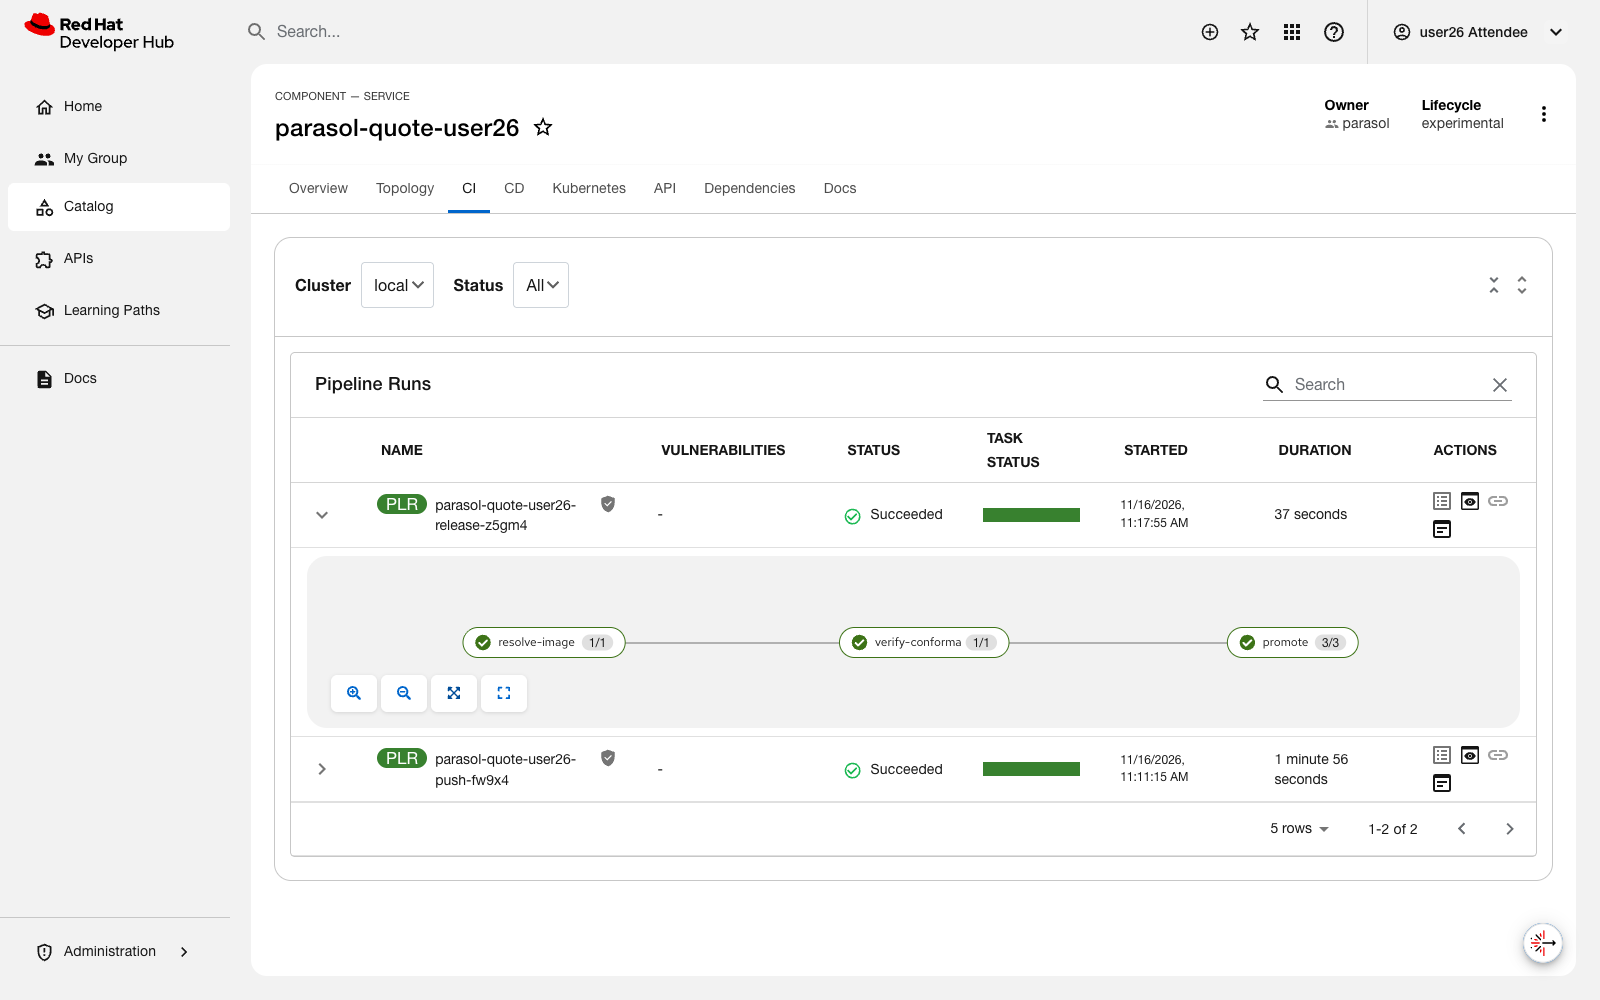 Red Hat
Developer Hub
Search...
user26 Attendee
Home
My Group
Catalog
APIs
Learning Paths
Docs
Administration
COMPONENT — SERVICE
parasol-quote-user26
Owner
parasol
Lifecycle
experimental
Overview
Topology
CI
CD
Kubernetes
API
Dependencies
Docs
Cluster
local
Status
All
Pipeline Runs
Search
NAME
VULNERABILITIES
STATUS
TASK
STATUS
STARTED
DURATION
ACTIONS
PLR
parasol-quote-user26-
release-z5gm4
-
Succeeded
11/16/2026,
11:17:55 AM
37 seconds
resolve-image 1/1
verify-conforma 1/1
promote 3/3
PLR
parasol-quote-user26-
push-fw9x4
-
Succeeded
11/16/2026,
11:11:15 AM
1 minute 56
seconds
5 rows
1-2 of 2